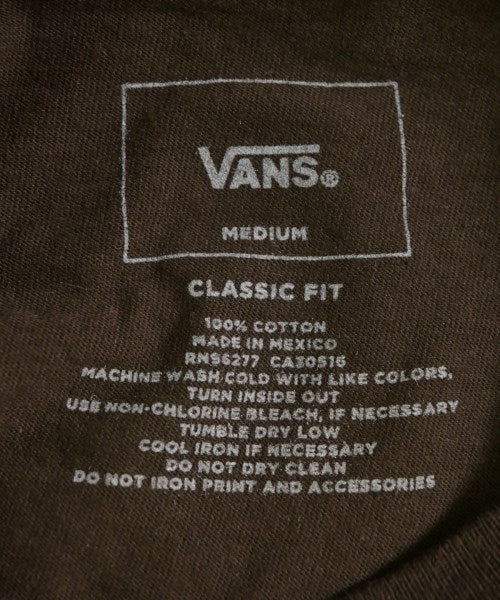 VANS®
MEDIUM
CLASSIC FIT
100% COTTON
MADE IN MEXICO
RN56277 CA30516
MACHINE WASH COLD WITH LIKE COLORS,
TURN INSIDE OUT
USE NON-CHLORINE BLEACH, IF NECESSARY
TUMBLE DRY LOW
COOL IRON IF NECESSARY
DO NOT DRY CLEAN
DO NOT IRON PRINT AND ACCESSORIES